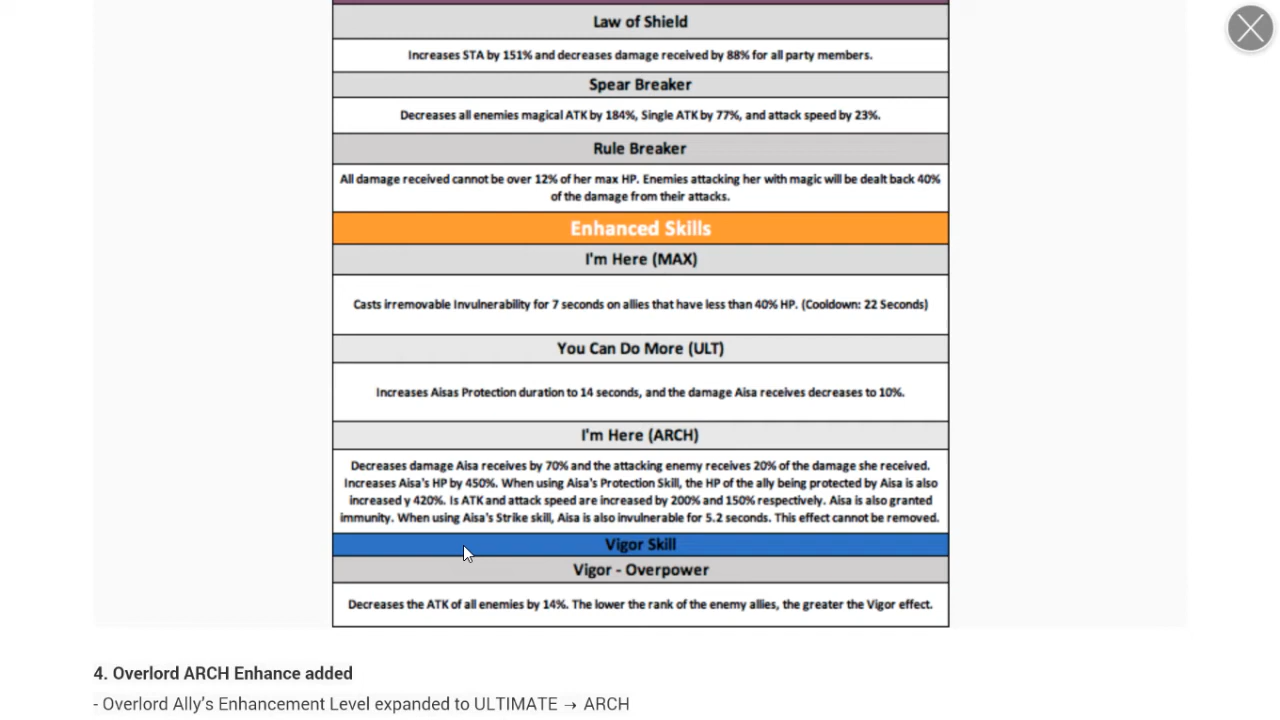 Law of Shield
Increases STA by 151% and decreases damage received by 88% for all party members.
Spear Breaker
Decreases all enemies magical ATK by 184%, Single ATK by 77%, and attack speed by 23%.
Rule Breaker
All damage received cannot be over 12% of her max HP. Enemies attacking her with magic will be dealt back 40%
of the damage from their attacks.
Enhanced Skills
I'm Here (MAX)
Casts irremovable Invulnerability for 7 seconds on allies that have less than 40% HP. (Cooldown: 22 Seconds)
You Can Do More (ULT)
Increases Aisas Protection duration to 14 seconds, and the damage Aisa receives decreases to 10%.
I'm Here (ARCH)
Decreases damage Aisa receives by 70% and the attacking enemy receives 20% of the damage she received.
Increases Aisa's HP by 450%. When using Aisa's Protection Skill, the HP of the ally being protected by Aisa is also
increased y 420%. Is ATK and attack speed are increased by 200% and 150% respectively. Aisa is also granted
immunity. When using Aisa's Strike skill, Aisa is also invulnerable for 5.2 seconds. This effect cannot be removed.
Vigor Skill
Vigor - Overpower
Decreases the ATK of all enemies by 14%. The lower the rank of the enemy allies, the greater the Vigor effect.
4. Overlord ARCH Enhance added
- Overlord Ally's Enhancement Level expanded to ULTIMATE → ARCH